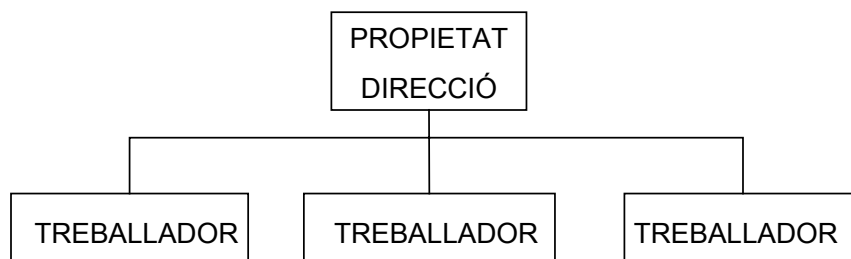 PROPIETAT
DIRECCIÓ
TREBALLADOR
TREBALLADOR
TREBALLADOR